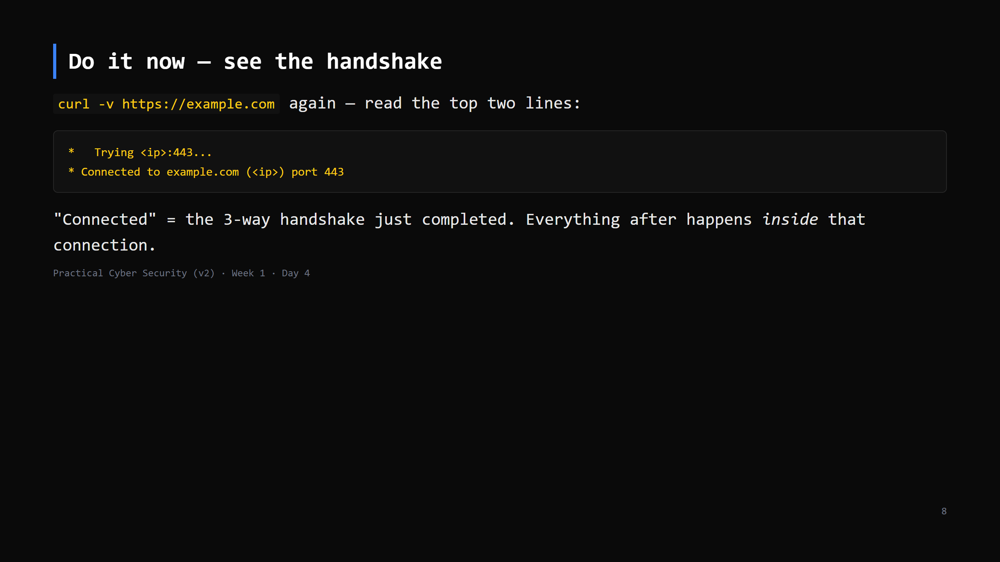 Do it now — see the handshake
curl -v https://example.com again — read the top two lines:
*   Trying <ip>:443...
* Connected to example.com (<ip>) port 443
"Connected" = the 3-way handshake just completed. Everything after happens inside that
connection.
Practical Cyber Security (v2) · Week 1 · Day 4
8